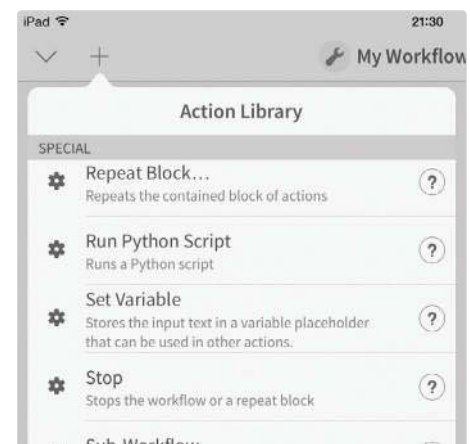 iPad 21:30
My Workflow
Action Library
SPECIAL
Repeat Block...
Repeats the contained block of actions
?
Run Python Script
Runs a Python script
?
Set Variable
Stores the input text in a variable placeholder
that can be used in other actions.
?
Stop
Stops the workflow or a repeat block
?
Sub-Workflow